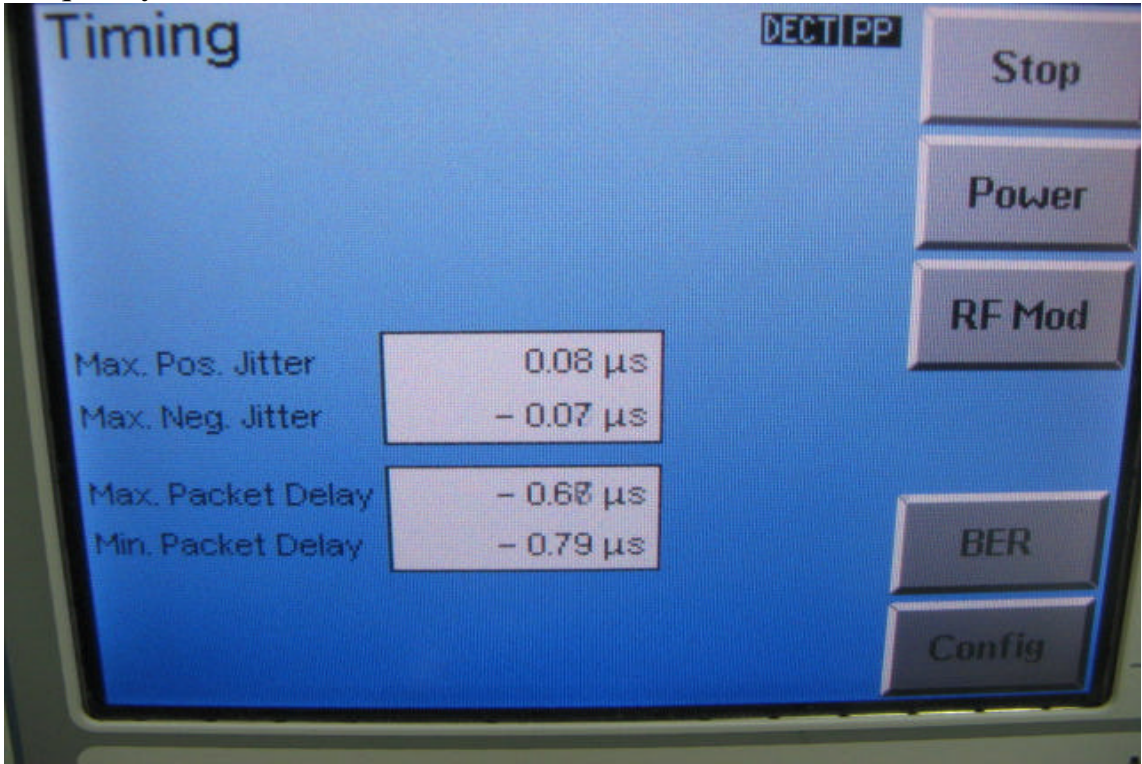 Timing
DECT PP
Stop
Power
RF Mod
Max. Pos. Jitter 0.08 µs
Max. Neg. Jitter - 0.07 µs
Max. Packet Delay µs
Min. Packet Delay - 0.79 µs
BER
Config